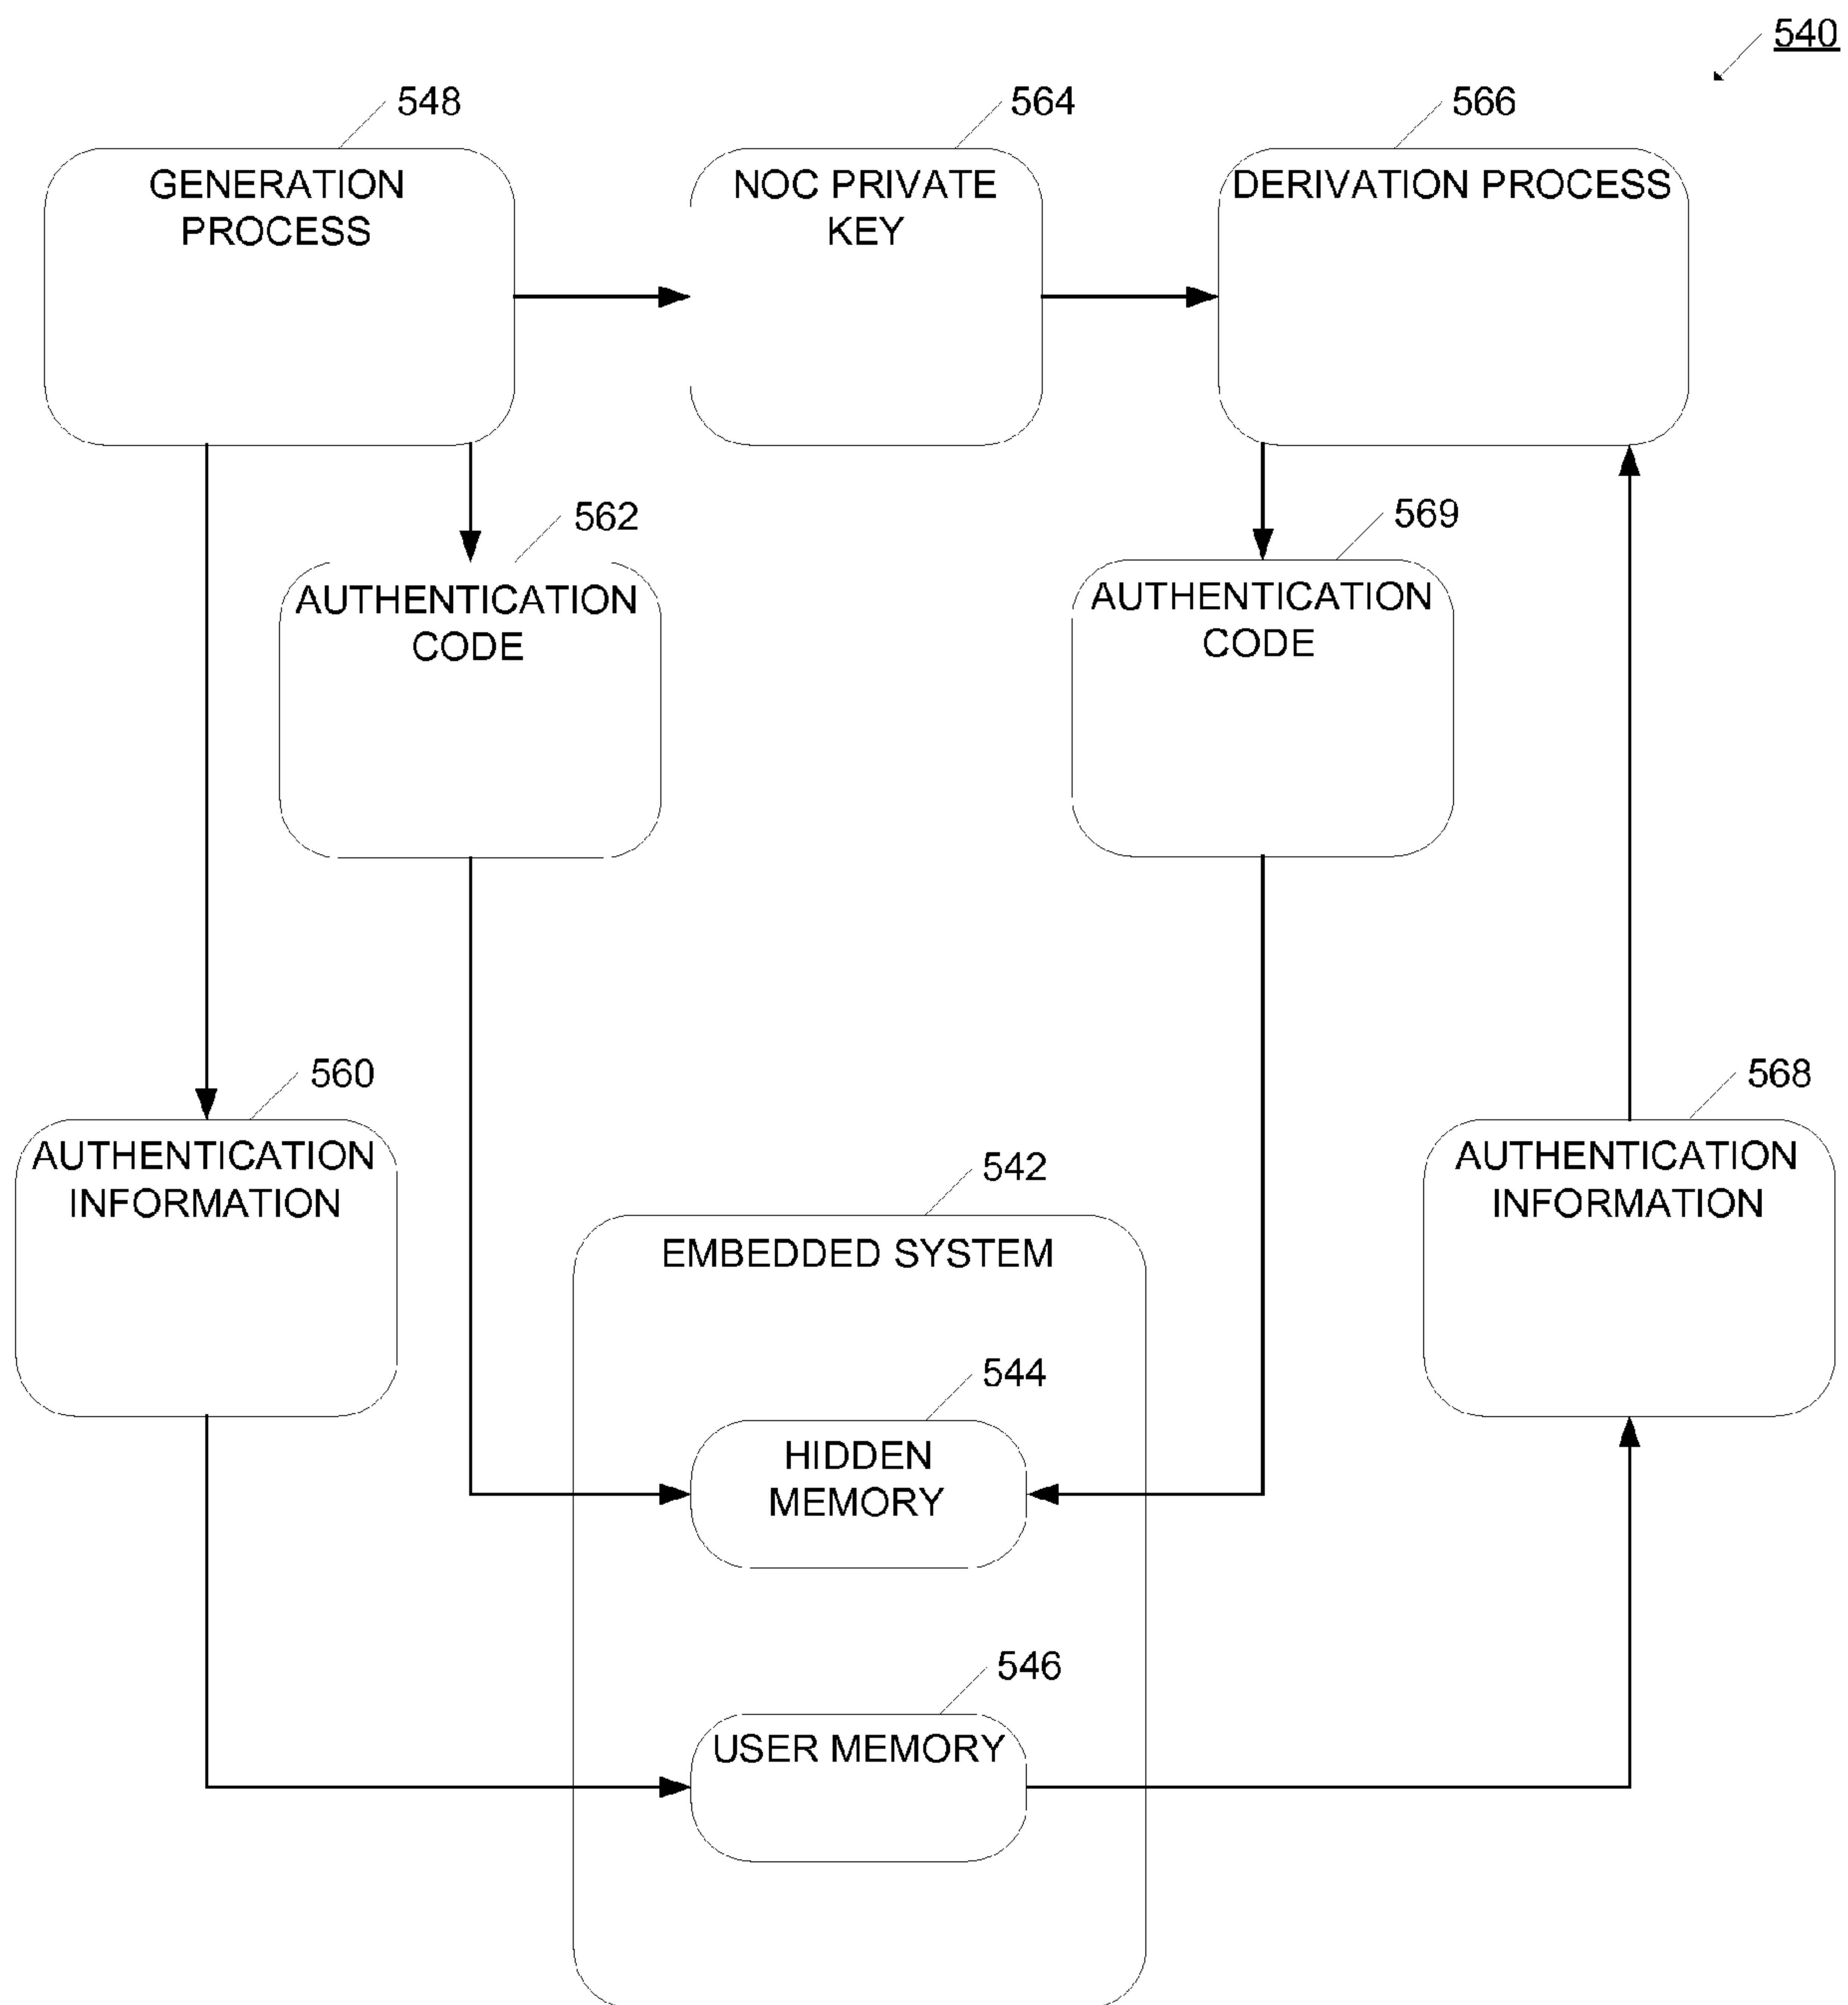 540
548
564
566
GENERATION
PROCESS
NOC PRIVATE
KEY
DERIVATION PROCESS
562
569
AUTHENTICATION
CODE
AUTHENTICATION
CODE
560
568
AUTHENTICATION
INFORMATION
AUTHENTICATION
INFORMATION
542
EMBEDDED SYSTEM
544
HIDDEN
MEMORY
546
USER MEMORY